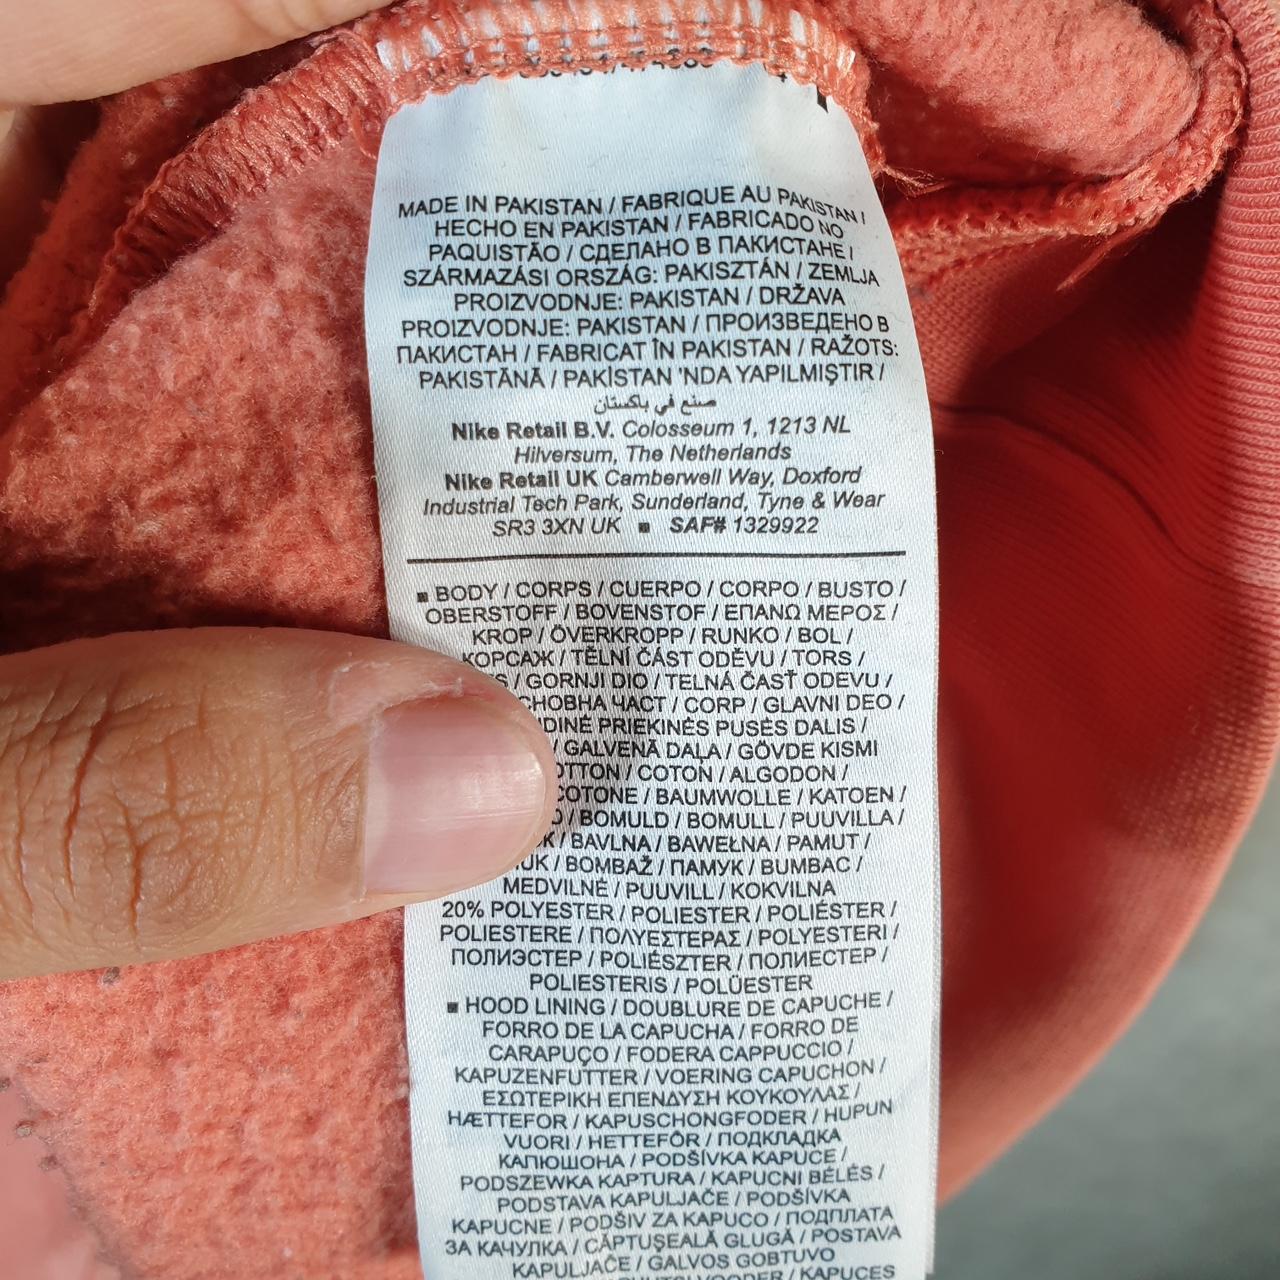 MADE IN PAKISTAN / FABRIQUE AU PAKISTAN /
HECHO EN PAKISTAN / FABRICADO NO
PAQUISTÃO / СДЕЛАНО В ПАКИСТАНЕ /
SZÁRMAZÁSI ORSZÁG: PAKISZTÁN / ZEMLJA
PROIZVODNJE: PAKISTAN / DRŽAVA
PROIZVODNJE: PAKISTAN / ПРОИЗВЕДЕНО В
ПАКИСТАН / FABRICAT ÎN PAKISTAN / RAŽOTS:
PAKISTĀNĀ / PAKİSTAN 'NDA YAPILMIŞTIR /
صنع في باكستان
Nike Retail B.V. Colosseum 1, 1213 NL
Hilversum, The Netherlands
Nike Retail UK Camberwell Way, Doxford
Industrial Tech Park, Sunderland, Tyne & Wear
SR3 3XN UK ■ SAF# 1329922
■ BODY / CORPS / CUERPO / CORPO / BUSTO /
OBERSTOFF / BOVENSTOF / ΕΠΑΝΩ ΜΕΡΟΣ /
KROP / ÖVERKROPP / RUNKO / BOL /
КОРСАЖ / TĚLNÍ ČÁST ODĚVU / TORS /
/ GORNJI DIO / TELNÁ ČASŤ ODEVU /
ЧАСТ / CORP / GLAVNI DEO /
PRIEKINĖS PUSĖS DALIS /
/ GALVENĀ DAĻA / GÖVDE KISMI
/ COTON / ALGODON /
COTONE / BAUMWOLLE / KATOEN /
/ BOMULD / BOMULL / PUUVILLA /
/ BAVLNA / BAWEŁNA / PAMUT /
/ BOMBAŽ / ПАМУК / BUMBAC /
MEDVILNĖ / PUUVILL / KOKVILNA
20% POLYESTER / POLIESTER / POLIÉSTER /
POLIESTERE / ΠΟΛΥΕΣΤΕΡΑΣ / POLYESTERI /
ПОЛИЭСТЕР / POLIÉSZTER / ПОЛИЕСТЕР /
POLIESTERIS / POLÜESTER
■ HOOD LINING / DOUBLURE DE CAPUCHE /
FORRO DE LA CAPUCHA / FORRO DE
CARAPUÇO / FODERA CAPPUCCIO /
KAPUZENFUTTER / VOERING CAPUCHON /
ΕΣΩΤΕΡΙΚΗ ΕΠΕΝΔΥΣΗ ΚΟΥΚΟΥΛΑΣ /
HÆTTEFOR / KAPUSCHONGFODER / HUPUN
VUORI / HETTEFÔR / ПОДКЛАДКА
КАПЮШОНА / PODŠÍVKA KAPUCE /
PODSZEWKA KAPTURA / KAPUCNI BÉLÉS /
PODSTAVA KAPULJAČE / PODŠÍVKA
KAPUCNE / PODŠIV ZA KAPUCO / ПОДПЛАТА
ЗА КАЧУЛКА / CĂPTUŞEALĂ GLUGĂ / POSTAVA
KAPULJAČE / GALVOS GOBTUVO
/ KAPUCES